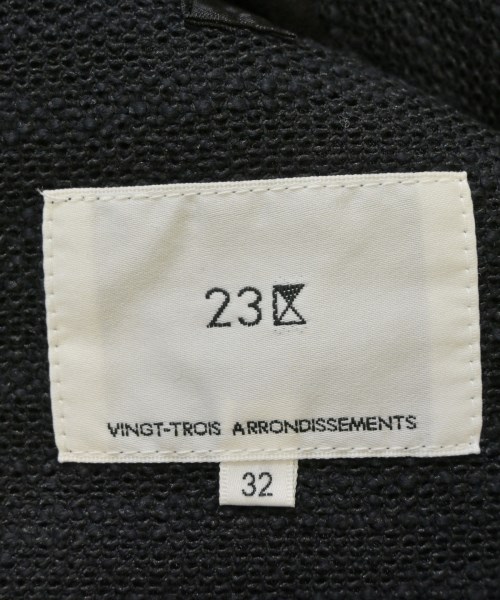 23区
VINGT-TROIS ARRONDISSEMENTS
32